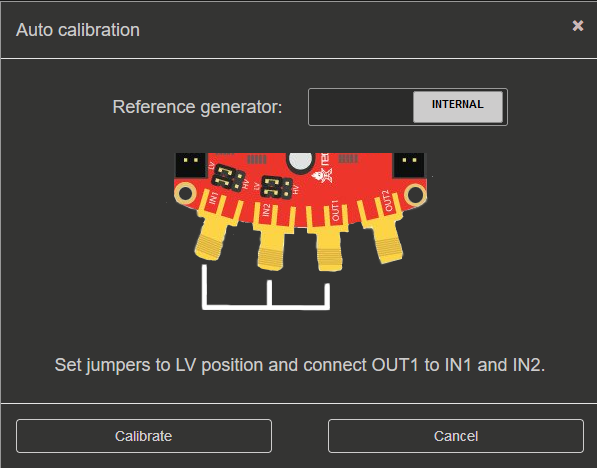 Auto calibration
Reference generator:
INTERNAL
LV
HV
LV
HV
IN1
IN2
OUT1
OUT2
Set jumpers to LV position and connect OUT1 to IN1 and IN2.
Calibrate
Cancel